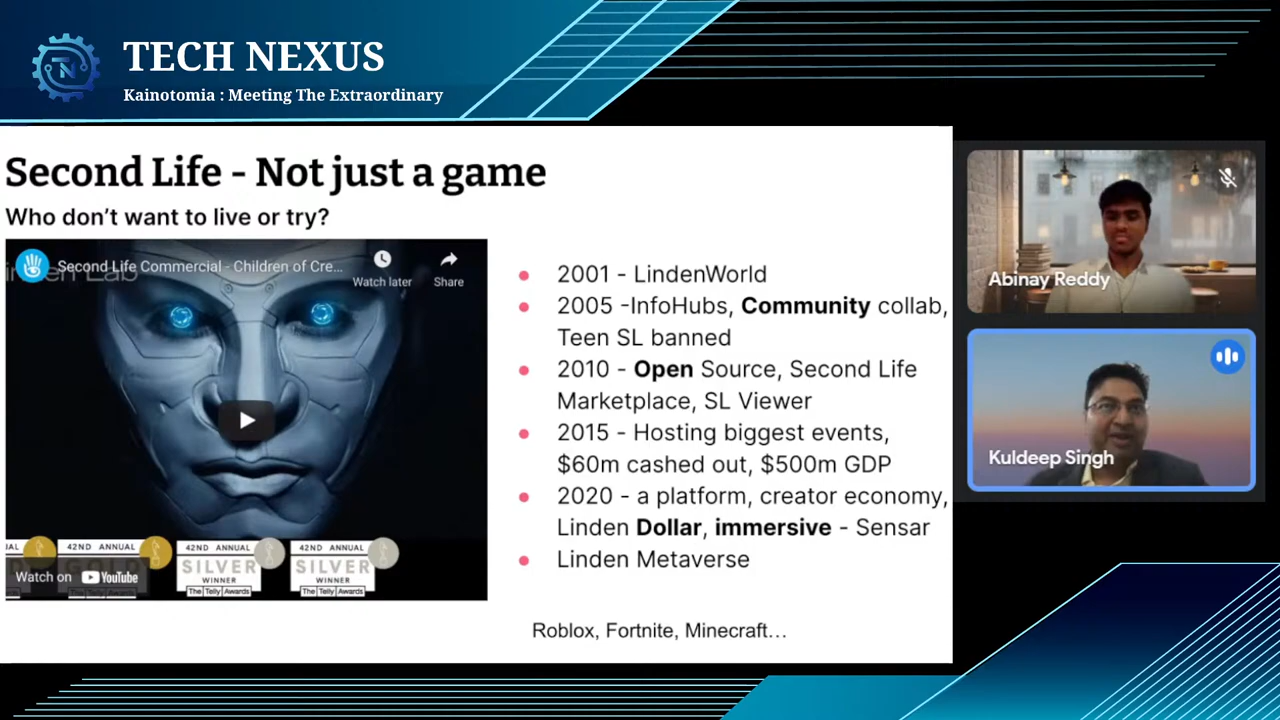 TN
TECH NEXUS
Kainotomia : Meeting The Extraordinary
Second Life - Not just a game
Who don't want to live or try?
inden Lab
Second Life Commercial - Children of Cre...
Watch later
Share
42ND ANNUAL
GOLD
42ND ANNUAL
SILVER
WINNER
The Telly Awards
42ND ANNUAL
SILVER
WINNER
The Telly Awards
Watch on YouTube
2001 - LindenWorld
2005 -InfoHubs, Community collab,
Teen SL banned
2010 - Open Source, Second Life
Marketplace, SL Viewer
2015 - Hosting biggest events,
$60m cashed out, $500m GDP
2020 - a platform, creator economy,
Linden Dollar, immersive - Sensar
Linden Metaverse
Roblox, Fortnite, Minecraft...
Abinay Reddy
Kuldeep Singh